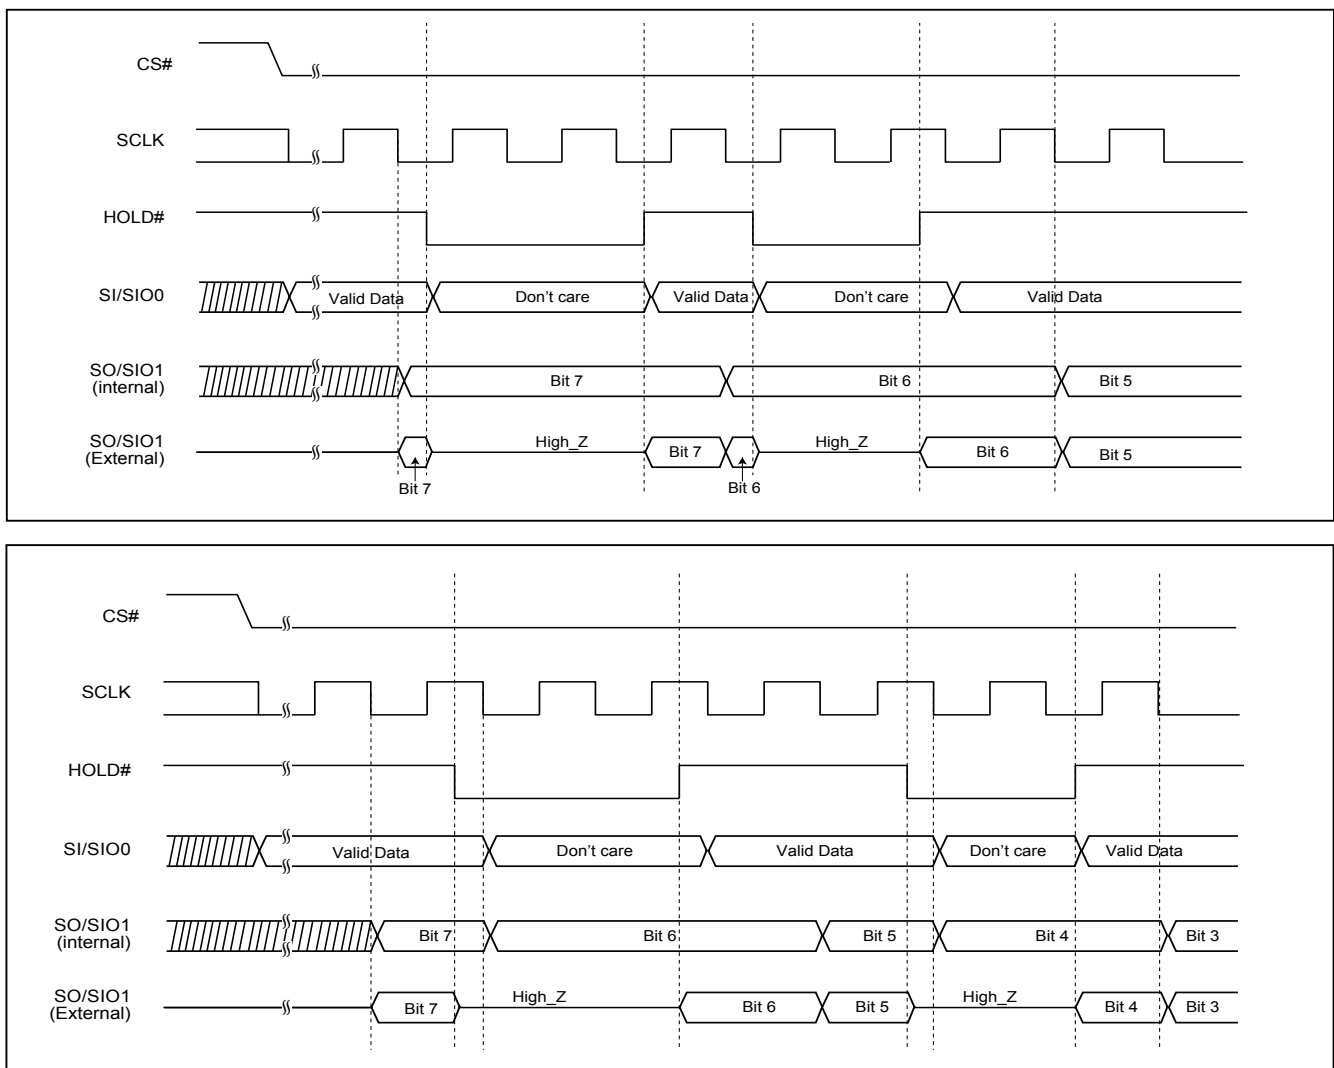 CS#
SCLK
HOLD#
SI/SIO0
Valid Data
Don't care
Valid Data
Don't care
Valid Data
SO/SIO1
(internal)
Bit 7
Bit 6
Bit 5
SO/SIO1
(External)
High_Z
Bit 7
High_Z
Bit 6
Bit 5
Bit 7
Bit 6
CS#
SCLK
HOLD#
SI/SIO0
Valid Data
Don't care
Valid Data
Don't care
Valid Data
SO/SIO1
(internal)
Bit 7
Bit 6
Bit 5
Bit 4
Bit 3
SO/SIO1
(External)
Bit 7
High_Z
Bit 6
Bit 5
High_Z
Bit 4
Bit 3